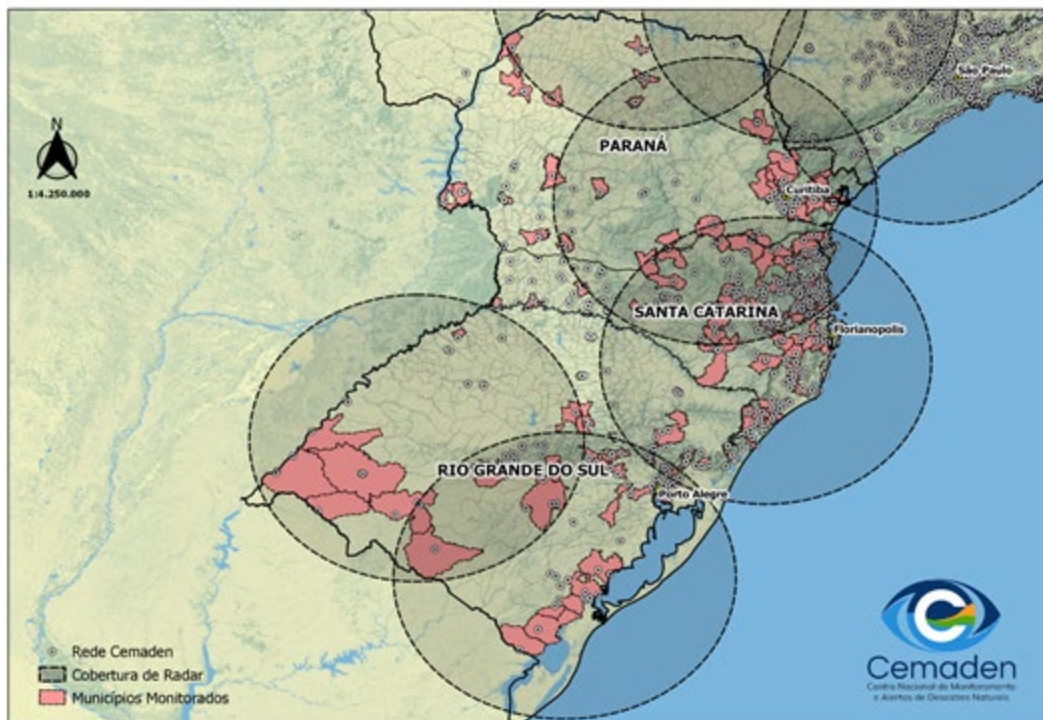 São Paulo
PARANÁ
N
1:4.250.000
Curitiba
SANTA CATARINA
Florianopolis
RIO GRANDE DO SUL
Porto Alegre
Rede Cemaden
Cobertura de Radar
Municípios Monitorados
Cemaden
Centro Nacional de Monitoramento
e Alertas de Desastres Naturais